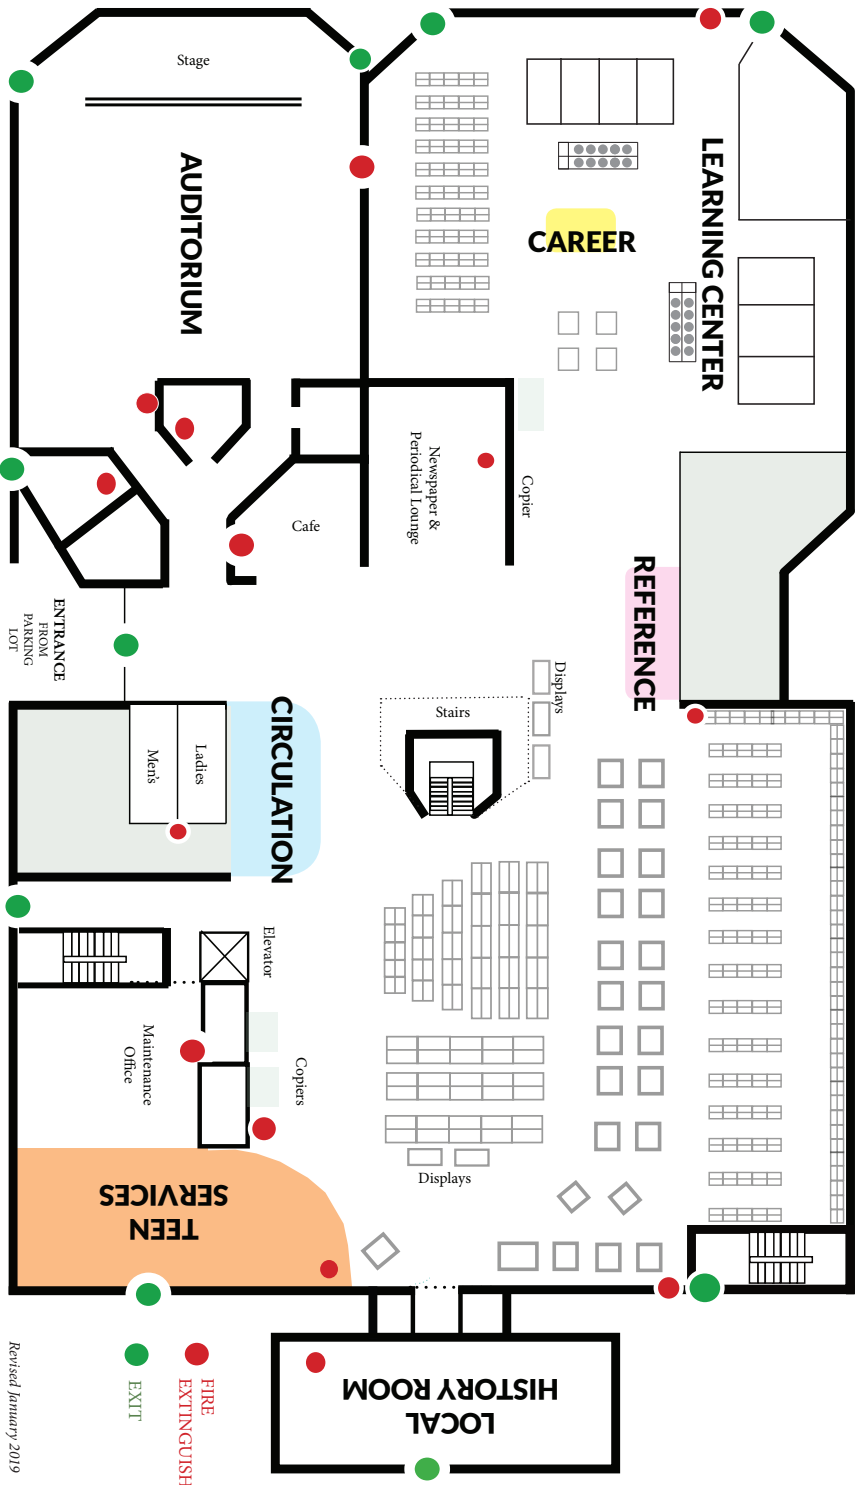 Stage
AUDITORIUM
CAREER
LEARNING CENTER
Newspaper &
Periodical Lounge
Copier
Cafe
REFERENCE
ENTRANCE
FROM
PARKING
LOT
Displays
Stairs
CIRCULATION
Ladies
Men's
Elevator
Maintenance
Office
Copiers
Displays
TEEN
SERVICES
LOCAL
HISTORY ROOM
FIRE
EXTINGUISH
EXIT
Revised January 2019